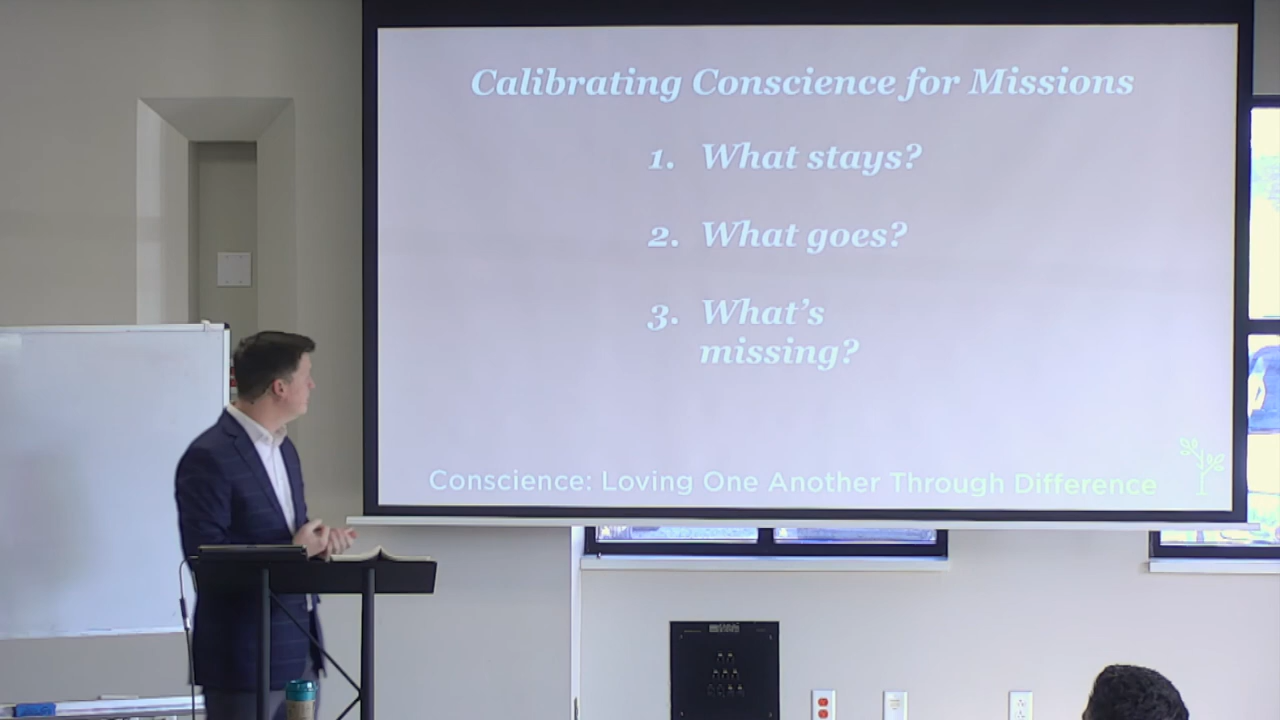 Calibrating Conscience for Missions
1. What stays?
2. What goes?
3. What's
missing?
Conscience: Loving One Another Through Difference